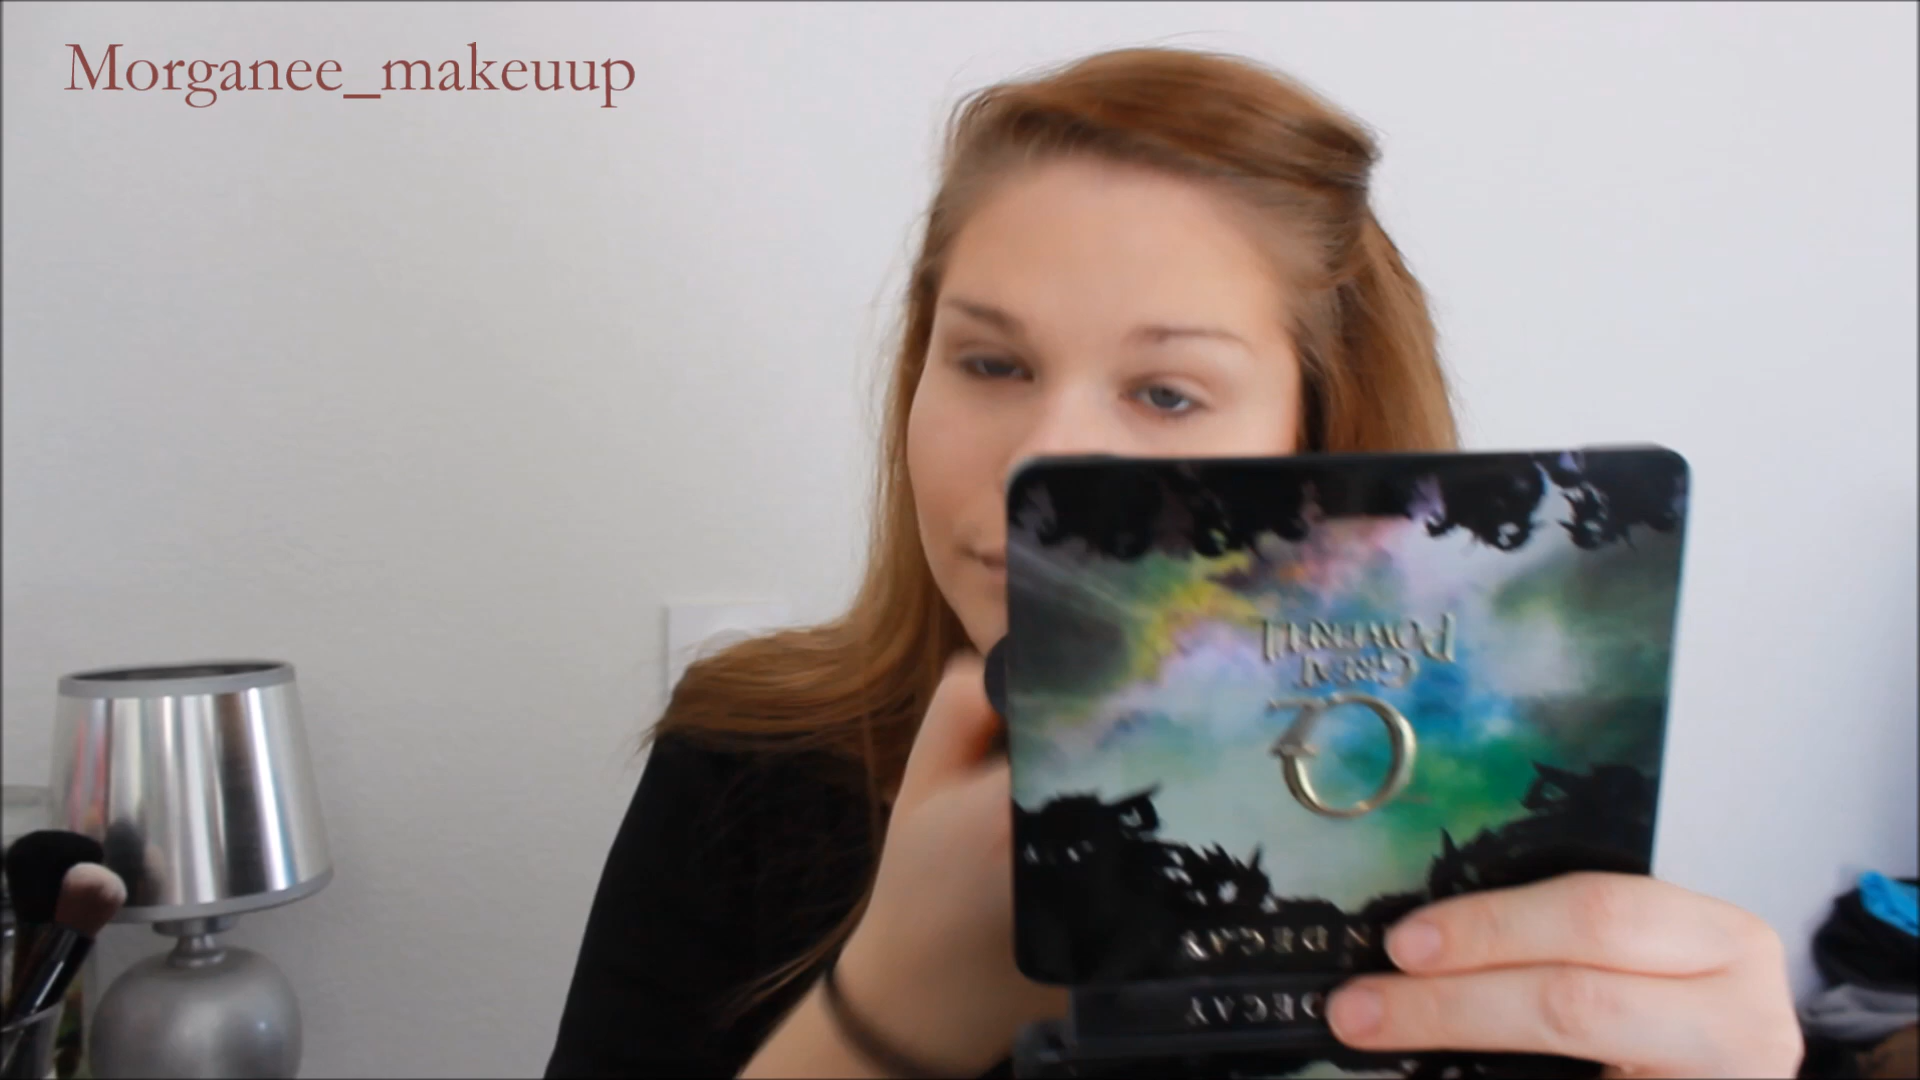 Morganee_makeuup
GREAT
POWERFUL
OZ
N DECAY
DECAY